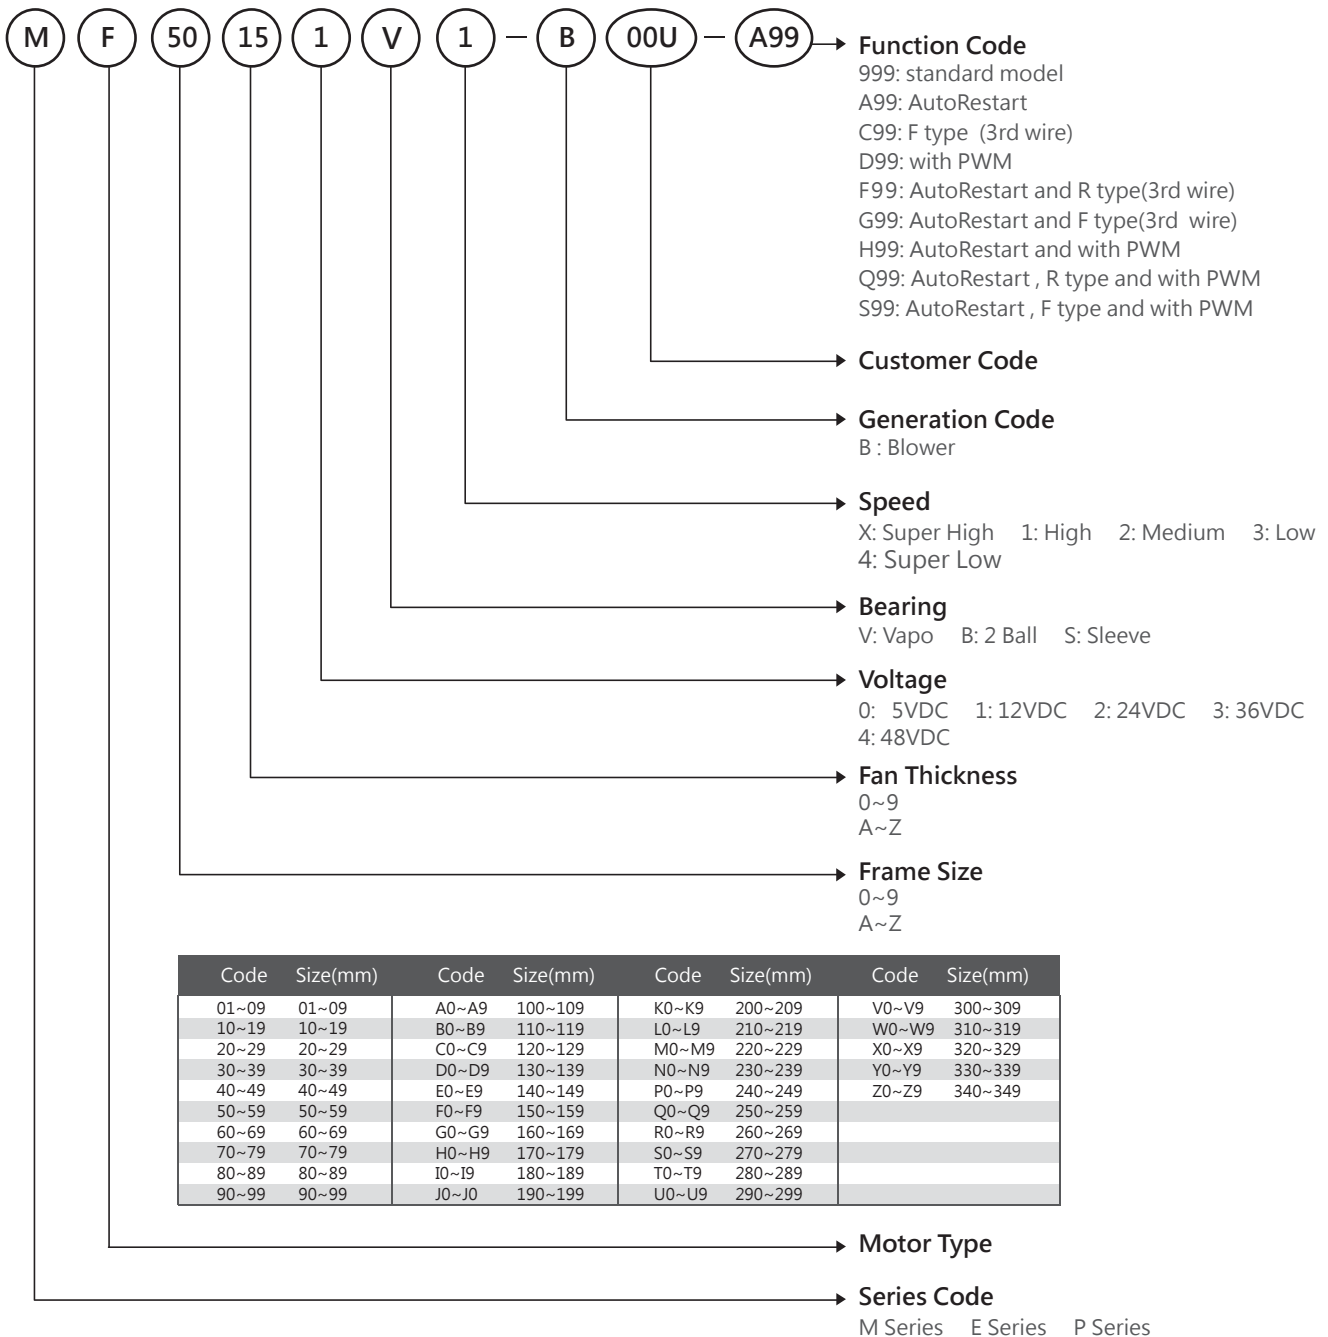 M F 50 15 1 V 1 — B 00U — A99
Function Code
999: standard model
A99: AutoRestart
C99: F type (3rd wire)
D99: with PWM
F99: AutoRestart and R type(3rd wire)
G99: AutoRestart and F type(3rd wire)
H99: AutoRestart and with PWM
Q99: AutoRestart , R type and with PWM
S99: AutoRestart , F type and with PWM
Customer Code
Generation Code
B : Blower
Speed
X: Super High 1: High 2: Medium 3: Low
4: Super Low
Bearing
V: Vapo B: 2 Ball S: Sleeve
Voltage
0: 5VDC 1: 12VDC 2: 24VDC 3: 36VDC
4: 48VDC
Fan Thickness
0~9
A~Z
Frame Size
0~9
A~Z
Code Size(mm) Code Size(mm) Code Size(mm) Code Size(mm)
01~09 01~09 A0~A9 100~109 K0~K9 200~209 V0~V9 300~309
10~19 10~19 B0~B9 110~119 L0~L9 210~219 W0~W9 310~319
20~29 20~29 C0~C9 120~129 M0~M9 220~229 X0~X9 320~329
30~39 30~39 D0~D9 130~139 N0~N9 230~239 Y0~Y9 330~339
40~49 40~49 E0~E9 140~149 P0~P9 240~249 Z0~Z9 340~349
50~59 50~59 F0~F9 150~159 Q0~Q9 250~259
60~69 60~69 G0~G9 160~169 R0~R9 260~269
70~79 70~79 H0~H9 170~179 S0~S9 270~279
80~89 80~89 I0~I9 180~189 T0~T9 280~289
90~99 90~99 J0~J0 190~199 U0~U9 290~299
Motor Type
Series Code
M Series E Series P Series